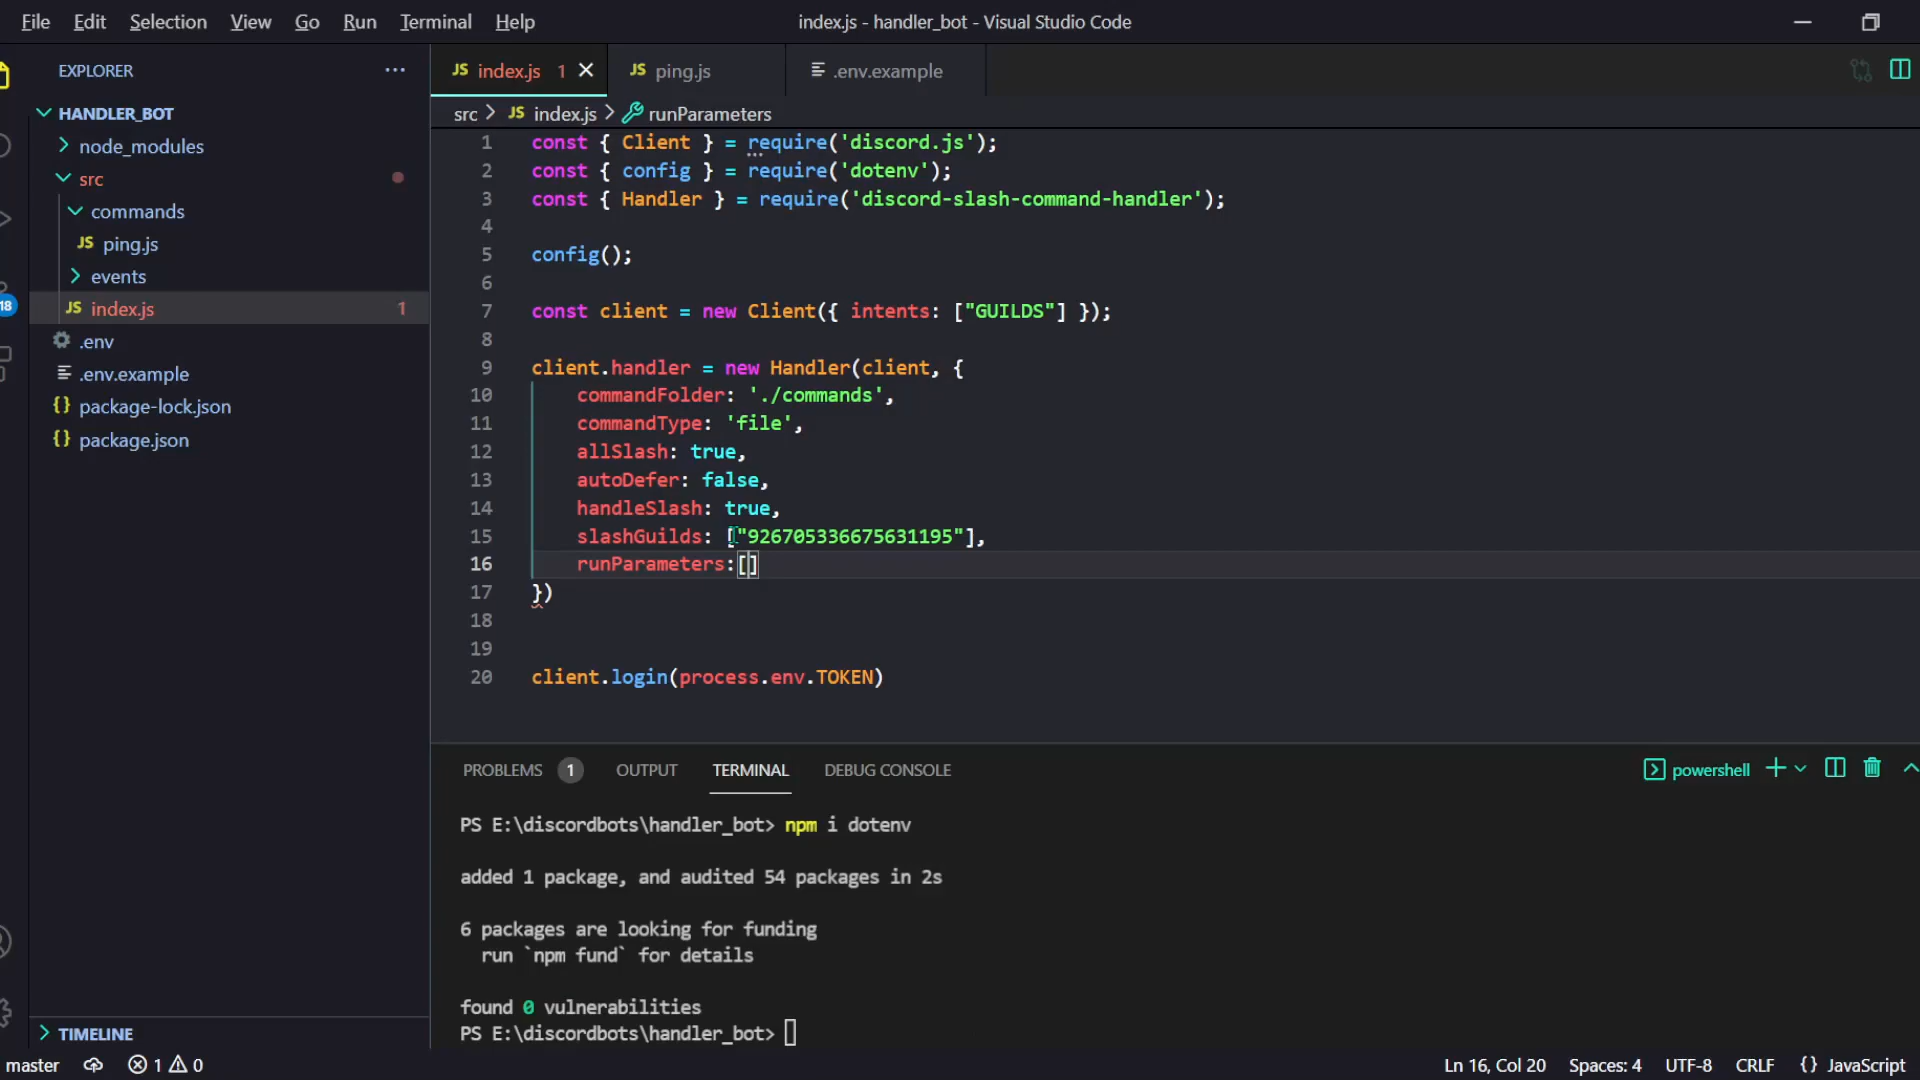 File Edit Selection View Go Run Terminal Help
index.js - handler_bot - Visual Studio Code
EXPLORER
HANDLER_BOT
node_modules
src
commands
JS ping.js
events
JS index.js 1
.env
.env.example
{} package-lock.json
{} package.json
TIMELINE
18
JS index.js 1
JS ping.js
.env.example
src > JS index.js > runParameters
1 const { Client } = require('discord.js');
2 const { config } = require('dotenv');
3 const { Handler } = require('discord-slash-command-handler');
4
5 config();
6
7 const client = new Client({ intents: ["GUILDS"] });
8
9 client.handler = new Handler(client, {
10 commandFolder: './commands',
11 commandType: 'file',
12 allSlash: true,
13 autoDefer: false,
14 handleSlash: true,
15 slashGuilds: ["926705336675631195"],
16 runParameters:[]
17 })
18
19
20 client.login(process.env.TOKEN)
PROBLEMS 1 OUTPUT TERMINAL DEBUG CONSOLE
powershell
PS E:\discordbots\handler_bot> npm i dotenv
added 1 package, and audited 54 packages in 2s
6 packages are looking for funding
run `npm fund` for details
found 0 vulnerabilities
PS E:\discordbots\handler_bot>
master 1 0
Ln 16, Col 20 Spaces: 4 UTF-8 CRLF {} JavaScript